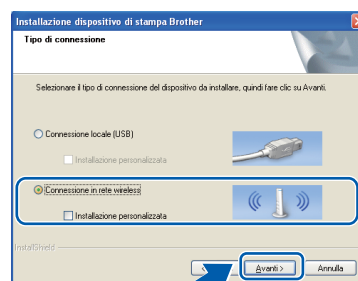 Installazione dispositivo di stampa Brother
Tipo di connessione
Selezionare il tipo di connessione del dispositivo da installare, quindi fare clic su Avanti.
Connessione locale (USB)
Installazione personalizzata
Connessione in rete wireless
Installazione personalizzata
InstallShield
< Avanti > Annulla